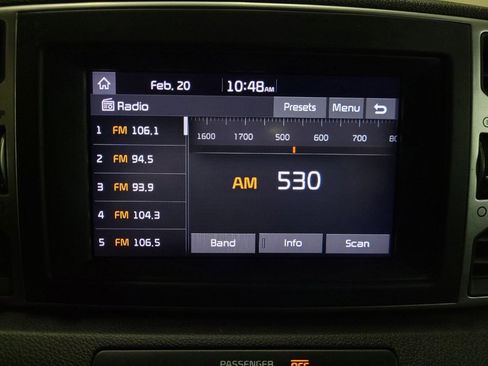 Feb. 20 10:48AM
Radio Presets Menu
1 FM 106.1
2 FM 94.5
3 FM 93.9
4 FM 104.3
5 FM 106.5
1600 1700 500 600 700 80
AM 530
Band Info Scan
PASSENGER OFF